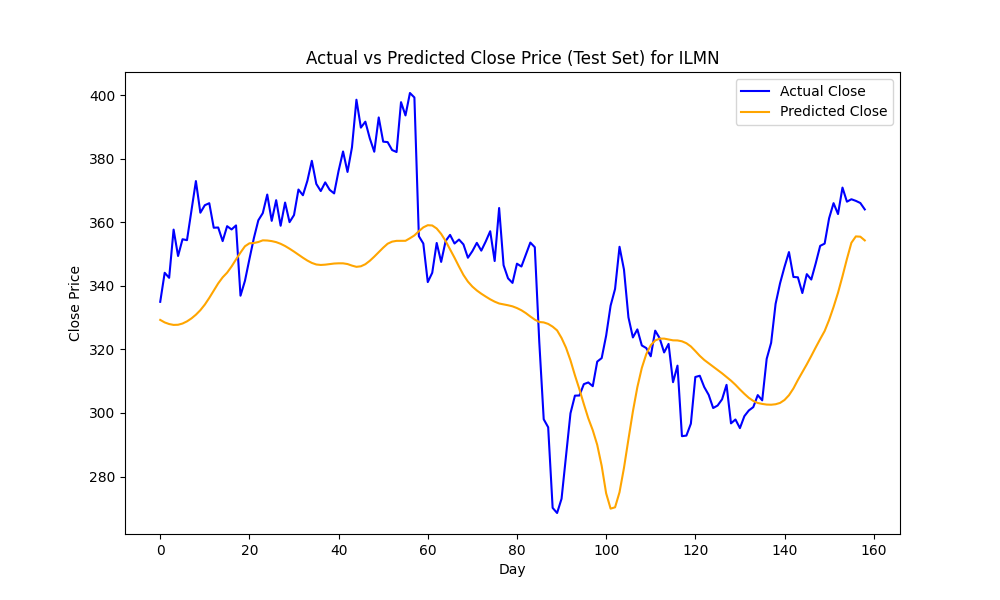 Actual vs Predicted Close Price (Test Set) for ILMN
Actual Close
Predicted Close
400
380
360
340
320
300
280
Close Price
0 20 40 60 80 100 120 140 160
Day